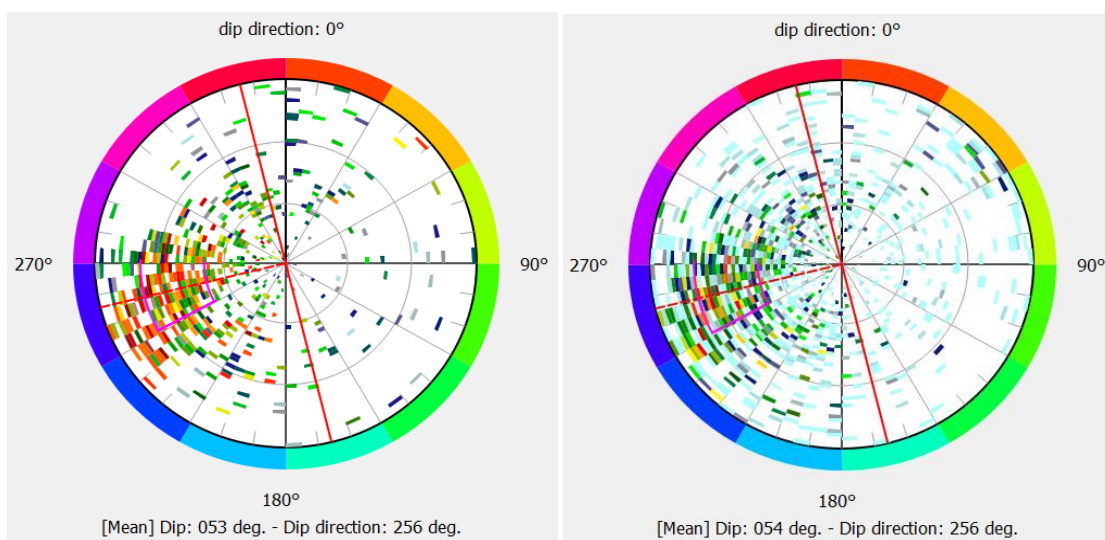 dip direction: 0°
270°
90°
180°
[Mean] Dip: 053 deg. - Dip direction: 256 deg.
dip direction: 0°
270°
90°
180°
[Mean] Dip: 054 deg. - Dip direction: 256 deg.